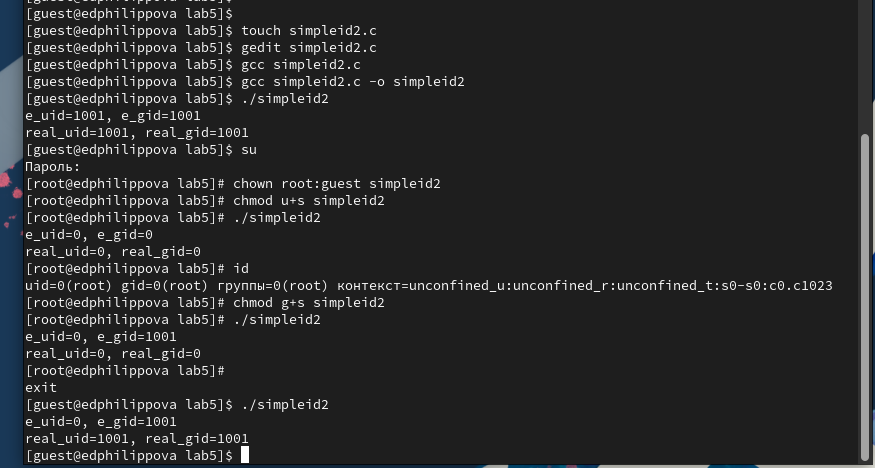 [guest@edphilippova lab5]$
[guest@edphilippova lab5]$
[guest@edphilippova lab5]$ touch simpleid2.c
[guest@edphilippova lab5]$ gedit simpleid2.c
[guest@edphilippova lab5]$ gcc simpleid2.c
[guest@edphilippova lab5]$ gcc simpleid2.c -o simpleid2
[guest@edphilippova lab5]$ ./simpleid2
e_uid=1001, e_gid=1001
real_uid=1001, real_gid=1001
[guest@edphilippova lab5]$ su
Пароль:
[root@edphilippova lab5]# chown root:guest simpleid2
[root@edphilippova lab5]# chmod u+s simpleid2
[root@edphilippova lab5]# ./simpleid2
e_uid=0, e_gid=0
real_uid=0, real_gid=0
[root@edphilippova lab5]# id
uid=0(root) gid=0(root) группы=0(root) контекст=unconfined_u:unconfined_r:unconfined_t:s0-s0:c0.c1023
[root@edphilippova lab5]# chmod g+s simpleid2
[root@edphilippova lab5]# ./simpleid2
e_uid=0, e_gid=1001
real_uid=0, real_gid=0
[root@edphilippova lab5]#
exit
[guest@edphilippova lab5]$ ./simpleid2
e_uid=0, e_gid=1001
real_uid=1001, real_gid=1001
[guest@edphilippova lab5]$